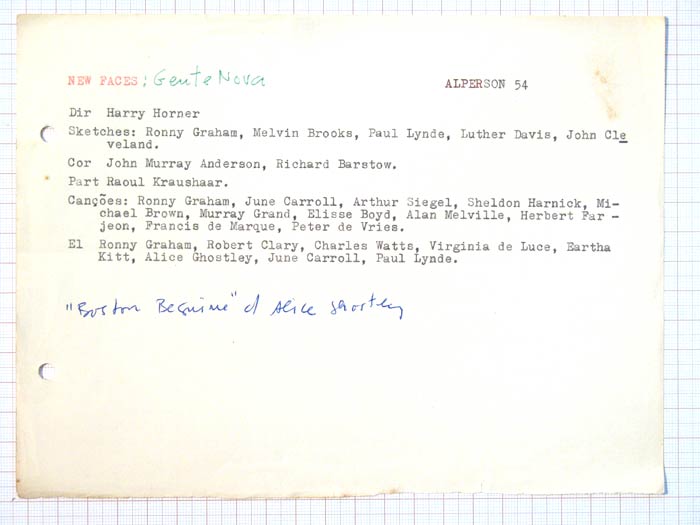 NEW FACES ; Gente Nova ALPERSON 54
Dir Harry Horner
Sketches: Ronny Graham, Melvin Brooks, Paul Lynde, Luther Davis, John Cle
veland.
Cor John Murray Anderson, Richard Barstow.
Part Raoul Kraushaar.
Canções: Ronny Graham, June Carroll, Arthur Siegel, Sheldon Harnick, Mi-
chael Brown, Murray Grand, Elisse Boyd, Alan Melville, Herbert Far -
jeon, Francis de Marque, Peter de Vries.
El Ronny Graham, Robert Clary, Charles Watts, Virginia de Luce, Eartha
Kitt, Alice Ghostley, June Carroll, Paul Lynde.
"Boston Beguine" d Alice Ghostley